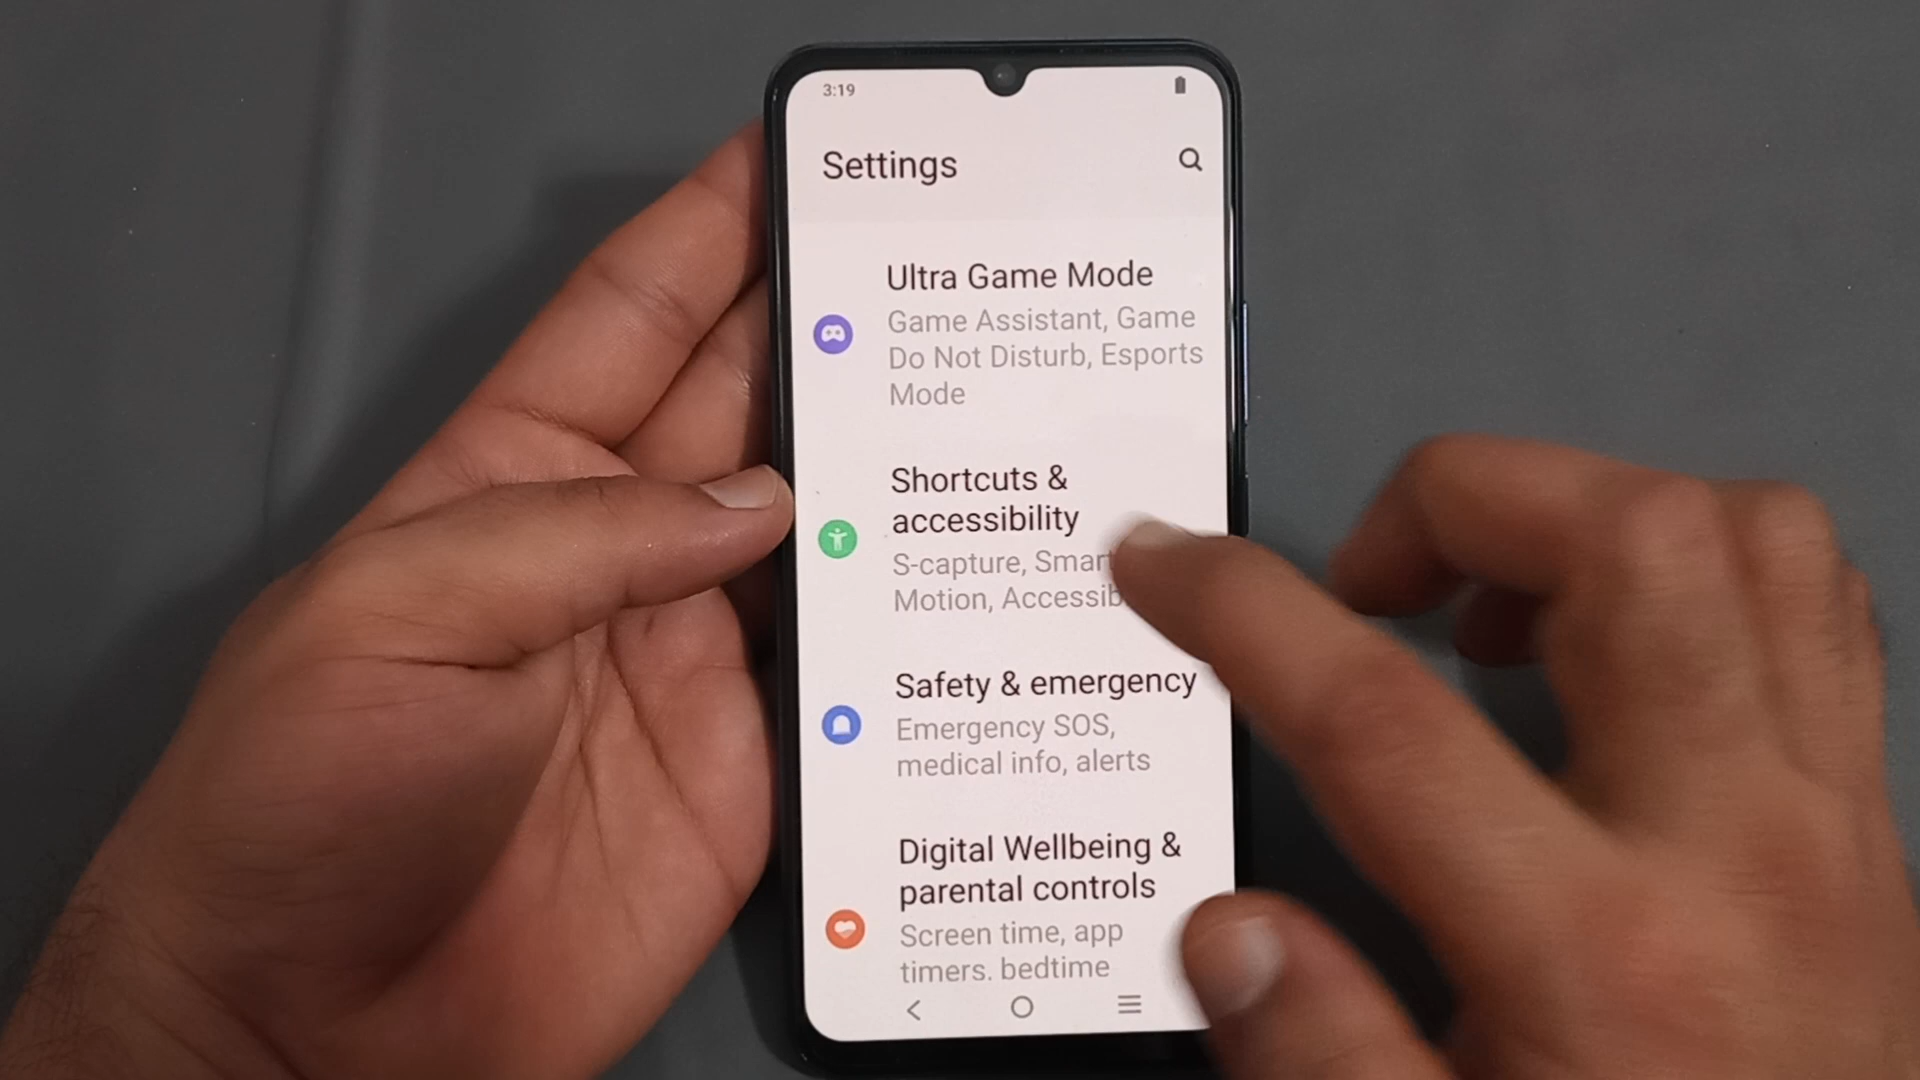 3:19
Settings
Ultra Game Mode
Game Assistant, Game
Do Not Disturb, Esports
Mode
Shortcuts &
accessibility
S-capture, Smart
Motion,
Safety & emergency
Emergency SOS,
medical info, alerts
Digital Wellbeing &
parental controls
Screen time, app
timers. bedtime